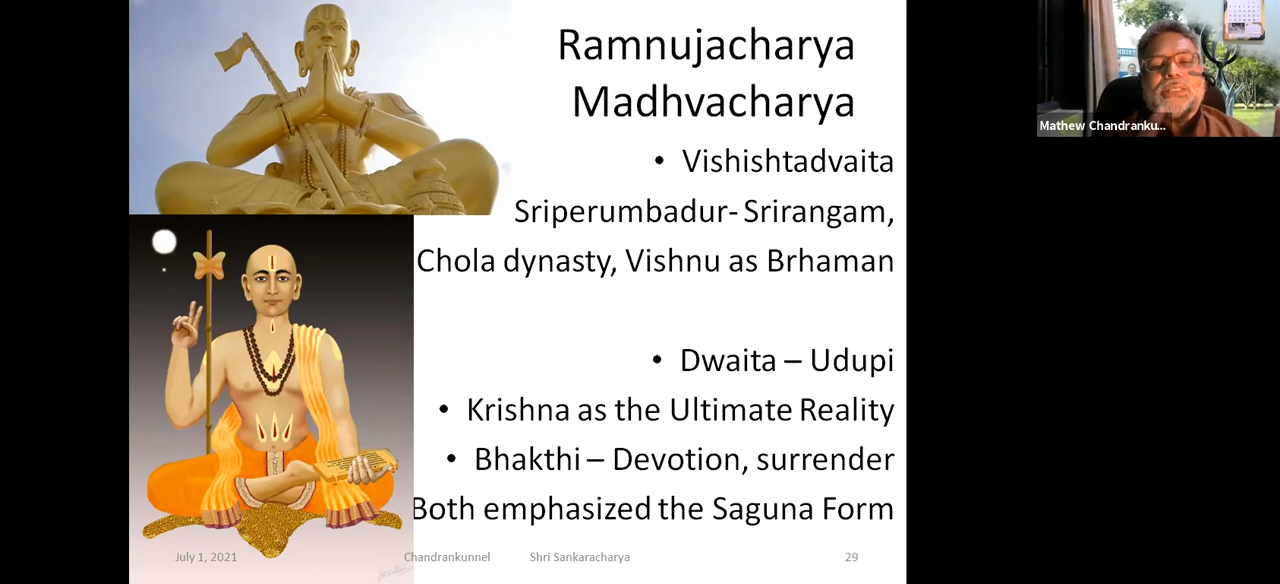 Ramnujacharya
Madhvacharya
• Vishishtadvaita
Sriperumbadur- Srirangam,
Chola dynasty, Vishnu as Brhaman
• Dwaita – Udupi
• Krishna as the Ultimate Reality
• Bhakthi – Devotion, surrender
Both emphasized the Saguna Form
July 1, 2021
Chandrankunnel
Shri Sankaracharya
29
Mathew Chandranku...